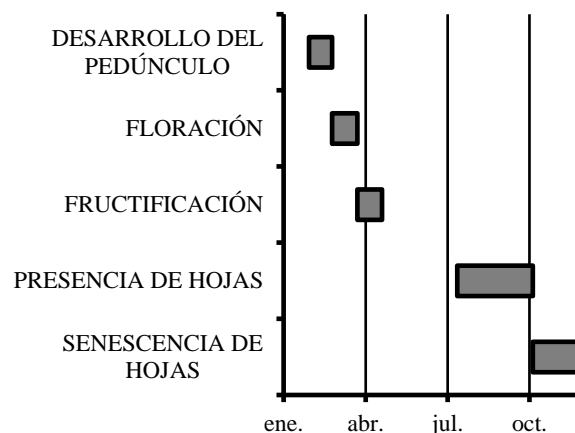 DESARROLLO DEL
PEDÚNCULO
FLORACIÓN
FRUCTIFICACIÓN
PRESENCIA DE HOJAS
SENESCENCIA DE
HOJAS
ene. abr. jul. oct.